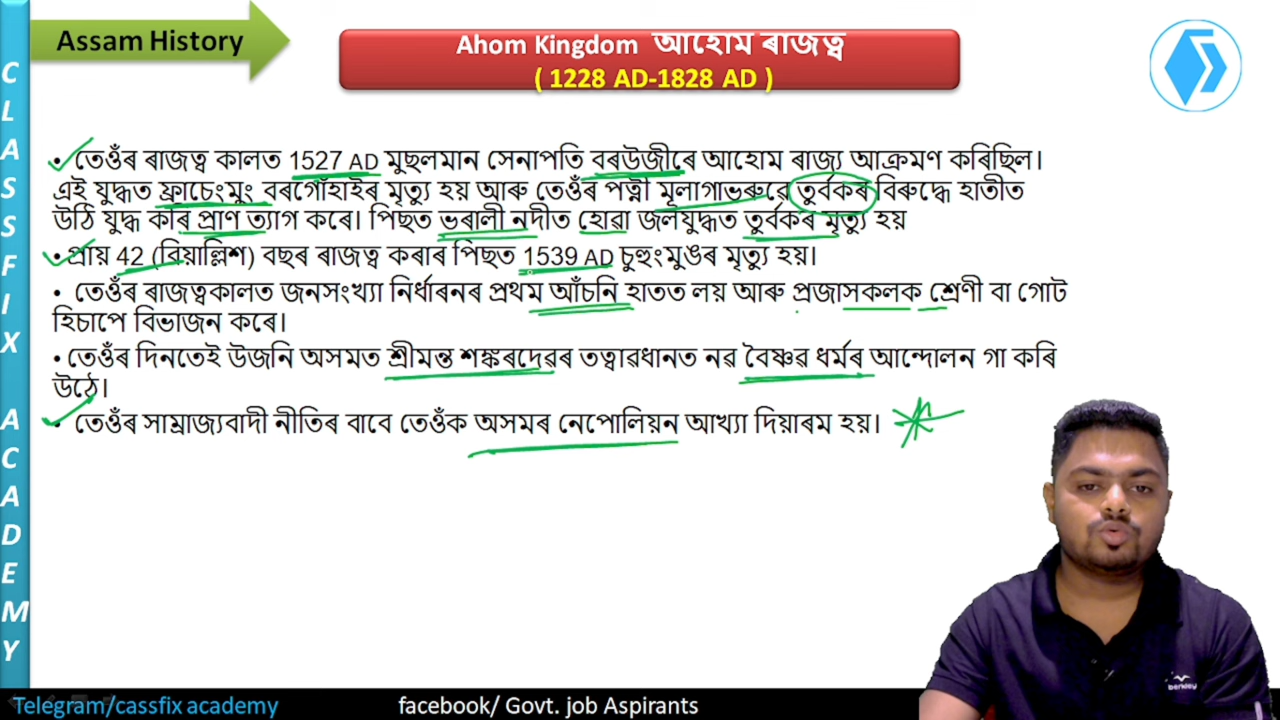 Assam History
Ahom Kingdom আহোম ৰাজত্ব
( 1228 AD-1828 AD )
CLASSFIX ACADEMY
• তেওঁৰ ৰাজত্ব কালত 1527 AD মুছলমান সেনাপতি বৰউজীৰে আহোম ৰাজ্য আক্ৰমণ কৰিছিল।
এই যুদ্ধত ফ্ৰাচেংমুং বৰগোঁহাইৰ মৃত্যু হয় আৰু তেওঁৰ পত্নী মূলাগাভৰুৱে তুৰ্বকৰ বিৰুদ্ধে হাতীত
উঠি যুদ্ধ কৰি প্ৰাণ ত্যাগ কৰে। পিছত ভৰালী নদীত হোৱা জলযুদ্ধত তুৰ্বকৰ মৃত্যু হয়
• প্ৰায় 42 (বিয়াল্লিশ) বছৰ ৰাজত্ব কৰাৰ পিছত 1539 AD চুহুংমুঙৰ মৃত্যু হয়।
• তেওঁৰ ৰাজত্বকালত জনসংখ্যা নিৰ্ধাৰনৰ প্ৰথম আঁচনি হাতত লয় আৰু প্ৰজাসকলক শ্ৰেণী বা গোট
হিচাপে বিভাজন কৰে।
• তেওঁৰ দিনতেই উজনি অসমত শ্ৰীমন্ত শঙ্কৰদেৱৰ তত্বাৱধানত নৱ বৈষ্ণৱ ধৰ্মৰ আন্দোলন গা কৰি
উঠে।
• তেওঁৰ সাম্ৰাজ্যবাদী নীতিৰ বাবে তেওঁক অসমৰ নেপোলিয়ন আখ্যা দিয়াৰম হয়।
berkley
Telegram/cassfix academy
facebook/ Govt. job Aspirants